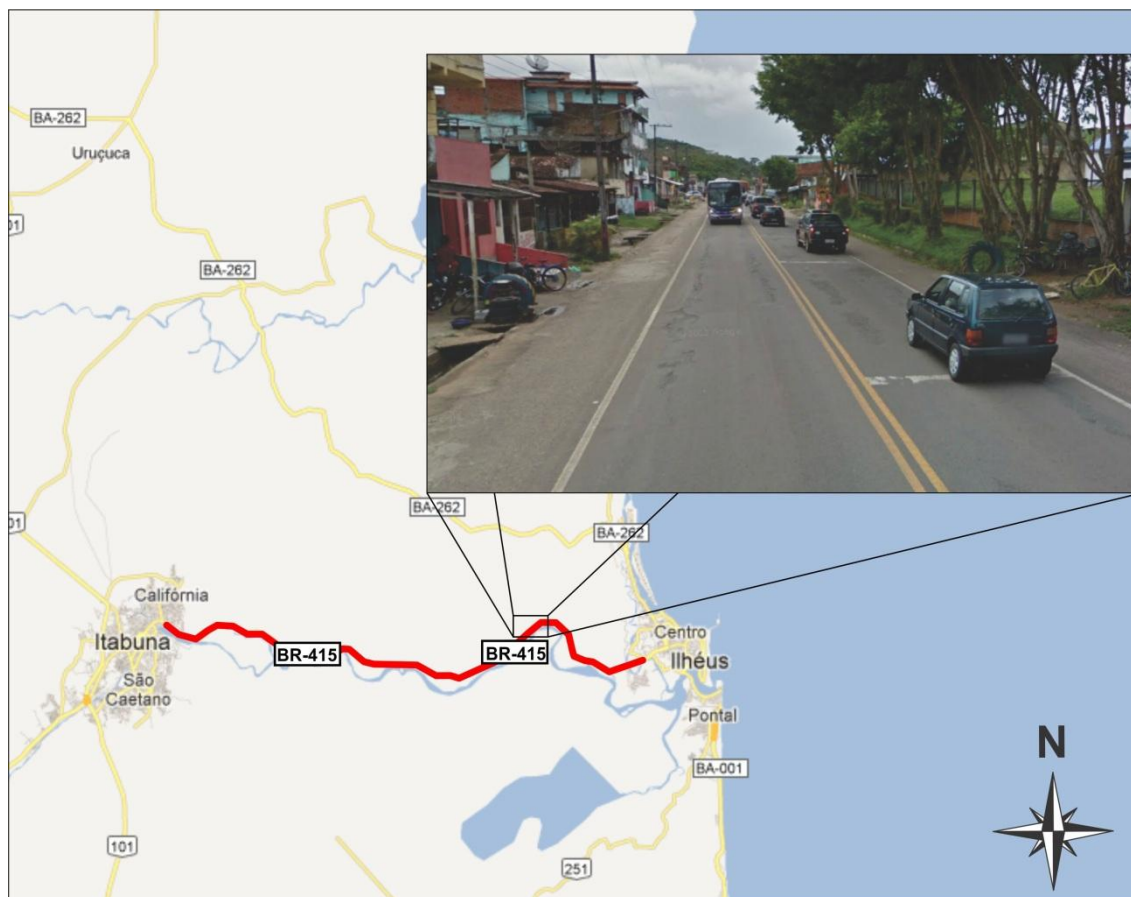 BA-262
Uruçuca
01
BA-262
BA-262
BA-262
01
Califórnia
Itabuna
BR-415
BR-415
Centro
Ilhéus
São
Caetano
Pontal
BA-001
N
101
251